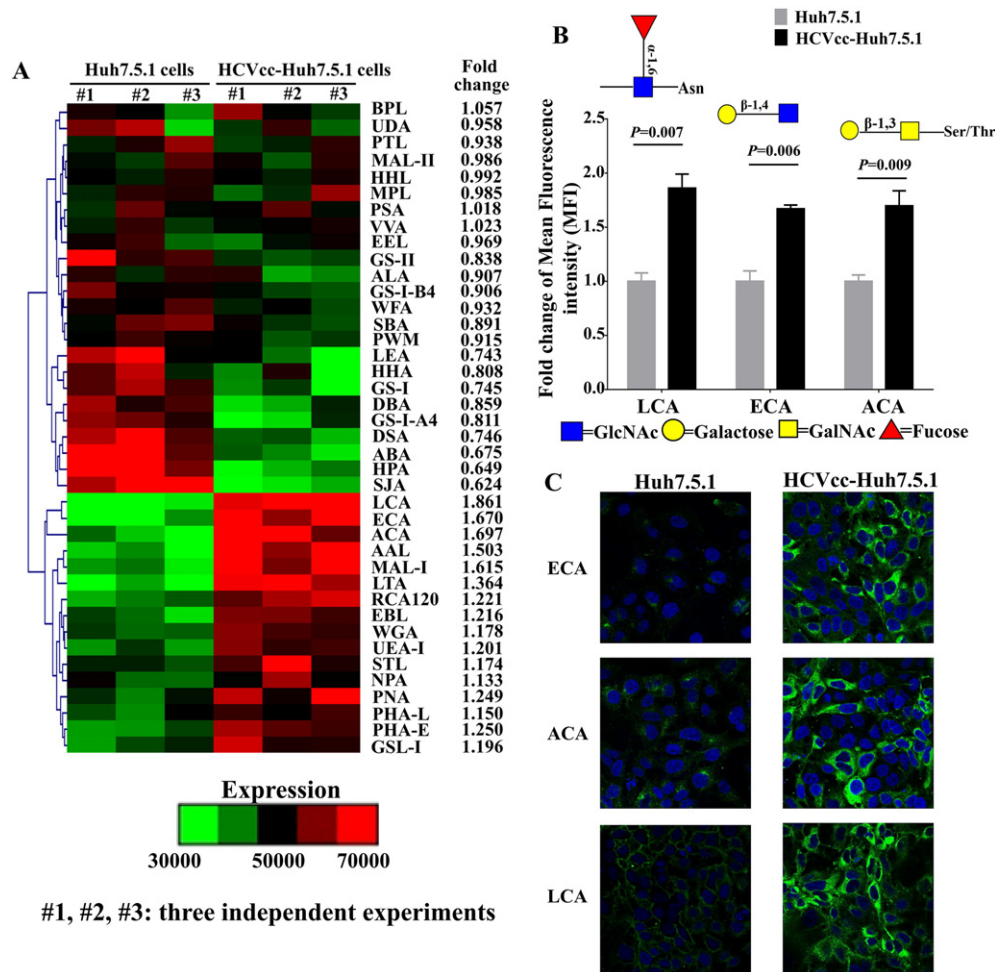 A
Huh7.5.1 cells HCVcc-Huh7.5.1 cells Fold change
#1 #2 #3 #1 #2 #3
BPL 1.057
UDA 0.958
PTL 0.938
MAL-II 0.986
HHL 0.992
MPL 0.985
PSA 1.018
VVA 1.023
EEL 0.969
GS-II 0.838
ALA 0.907
GS-I-B4 0.906
WFA 0.932
SBA 0.891
PWM 0.915
LEA 0.743
HHA 0.808
GS-I 0.745
DBA 0.859
GS-I-A4 0.811
DSA 0.746
ABA 0.675
HPA 0.649
SJA 0.624
LCA 1.861
ECA 1.670
ACA 1.697
AAL 1.503
MAL-I 1.615
LTA 1.364
RCA120 1.221
EBL 1.216
WGA 1.178
UEA-I 1.201
STL 1.174
NPA 1.133
PNA 1.249
PHA-L 1.150
PHA-E 1.250
GSL-I 1.196
Expression
30000 50000 70000
#1, #2, #3: three independent experiments
B
Huh7.5.1
HCVcc-Huh7.5.1
α-1,6
Asn
β-1,4
β-1,3
Ser/Thr
Fold change of Mean Fluorescence
intensity (MFI)
2.5
2.0
1.5
1.0
0.5
0.0
P=0.007
P=0.006
P=0.009
LCA ECA ACA
=GlcNAc =Galactose =GalNAc =Fucose
C
Huh7.5.1 HCVcc-Huh7.5.1
ECA
ACA
LCA